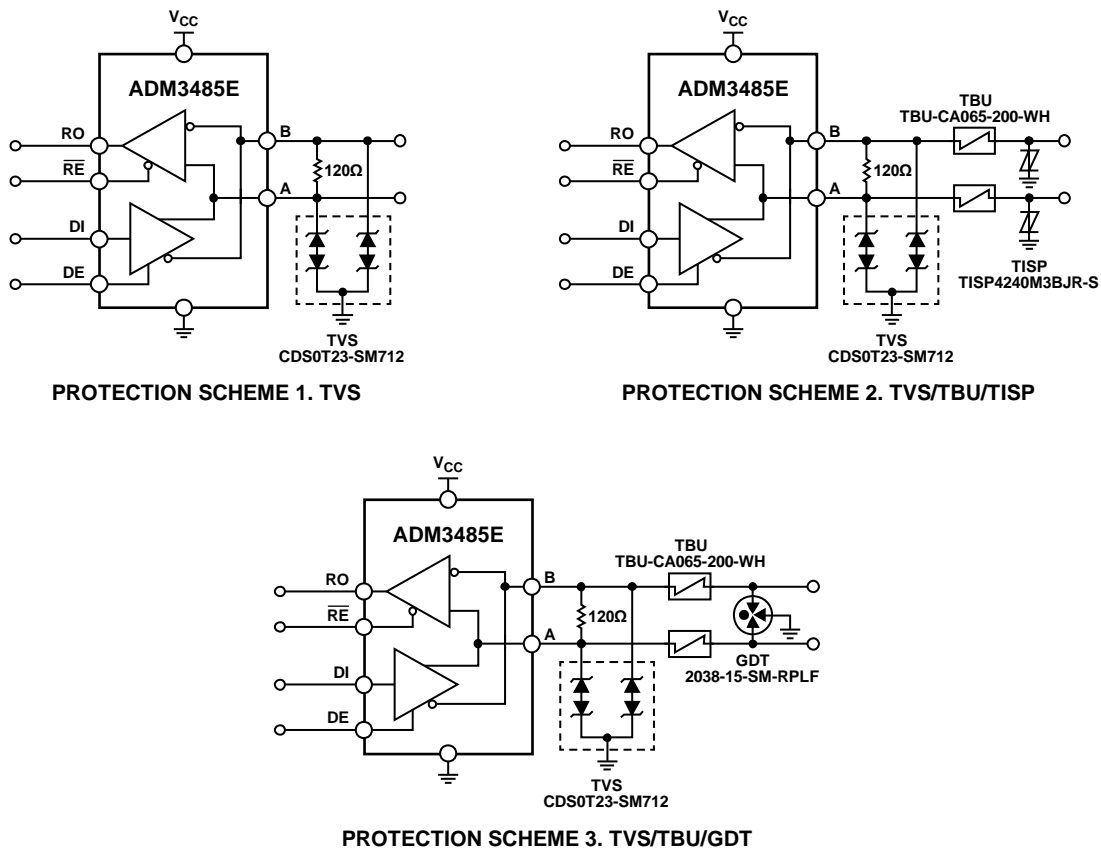 VCC
ADM3485E
RO
RE
DI
DE
B
A
120Ω
TVS
CDS0T23-SM712
PROTECTION SCHEME 1. TVS
VCC
ADM3485E
RO
RE
DI
DE
B
A
120Ω
TBU
TBU-CA065-200-WH
TISP
TISP4240M3BJR-S
TVS
CDS0T23-SM712
PROTECTION SCHEME 2. TVS/TBU/TISP
VCC
ADM3485E
RO
RE
DI
DE
B
A
120Ω
TBU
TBU-CA065-200-WH
GDT
2038-15-SM-RPLF
TVS
CDS0T23-SM712
PROTECTION SCHEME 3. TVS/TBU/GDT